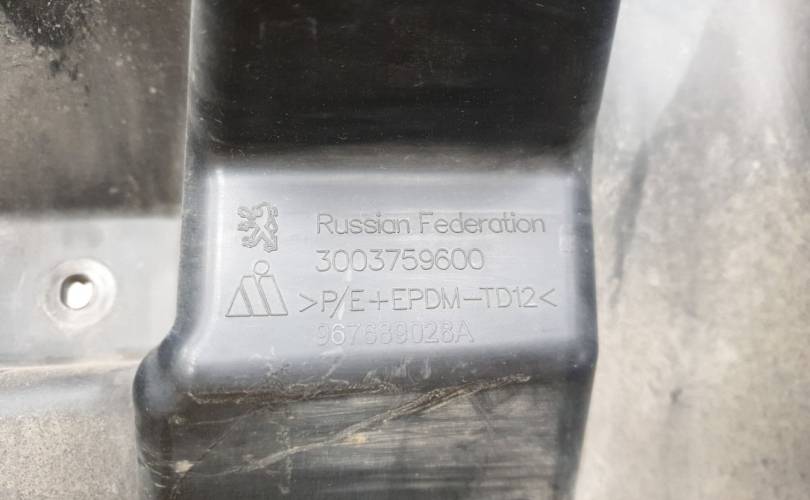 Russian Federation
3003759600
>P/E+EPDM-TD12<
967689028A